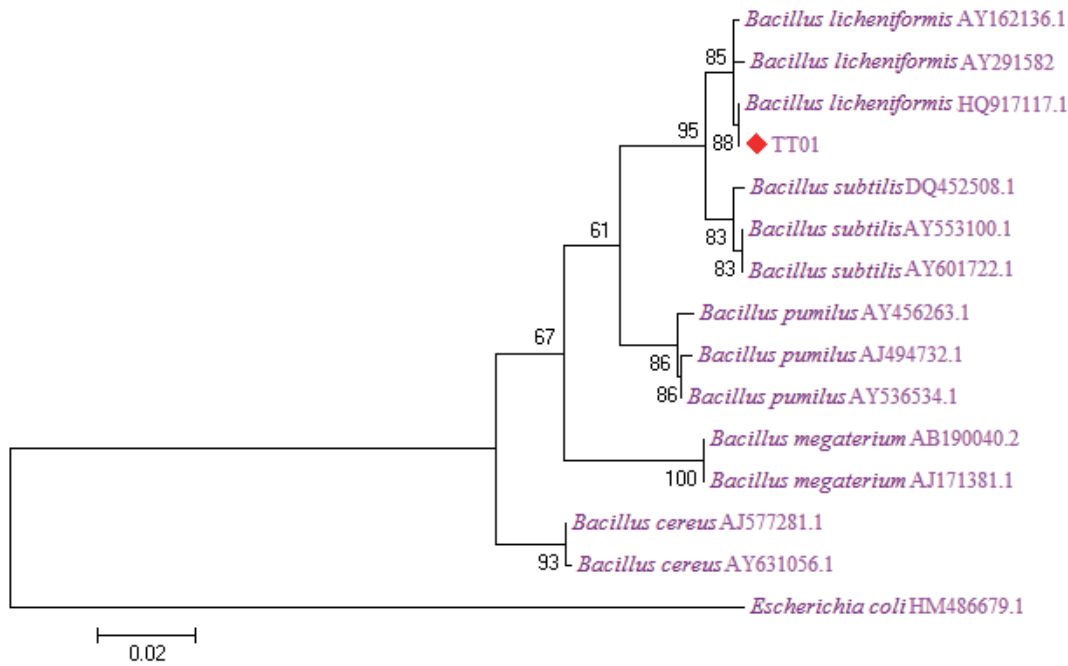 Bacillus licheniformis AY162136.1
85
Bacillus licheniformis AY291582
Bacillus licheniformis HQ917117.1
95
88 TT01
Bacillus subtilis DQ452508.1
61
Bacillus subtilis AY553100.1
83
83 Bacillus subtilis AY601722.1
Bacillus pumilus AY456263.1
67
Bacillus pumilus AJ494732.1
86
86 Bacillus pumilus AY536534.1
Bacillus megaterium AB190040.2
100 Bacillus megaterium AJ171381.1
Bacillus cereus AJ577281.1
93 Bacillus cereus AY631056.1
Escherichia coli HM486679.1
0.02